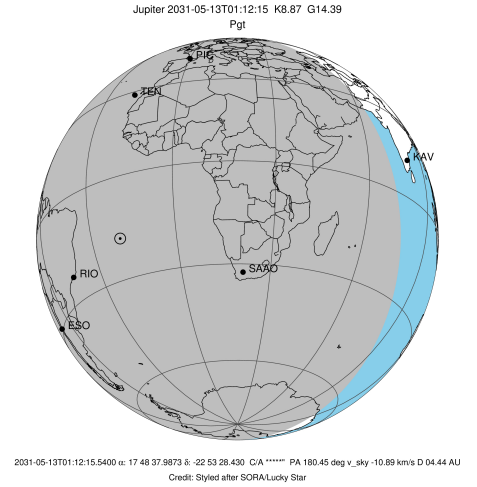 Jupiter 2031-05-13T01:12:15 K8.87 G14.39
Pgt
PIC
TEN
KAV
RIO
SAAO
ESO
2031-05-13T01:12:15.5400 α: 17 48 37.9873 δ: -22 53 28.430 C/A *****" PA 180.45 deg v_sky -10.89 km/s D 04.44 AU
Credit: Styled after SORA/Lucky Star